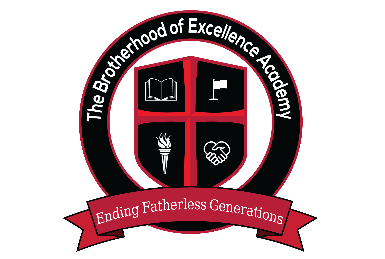 The Brotherhood of Excellence Academy
Ending Fatherless Generations